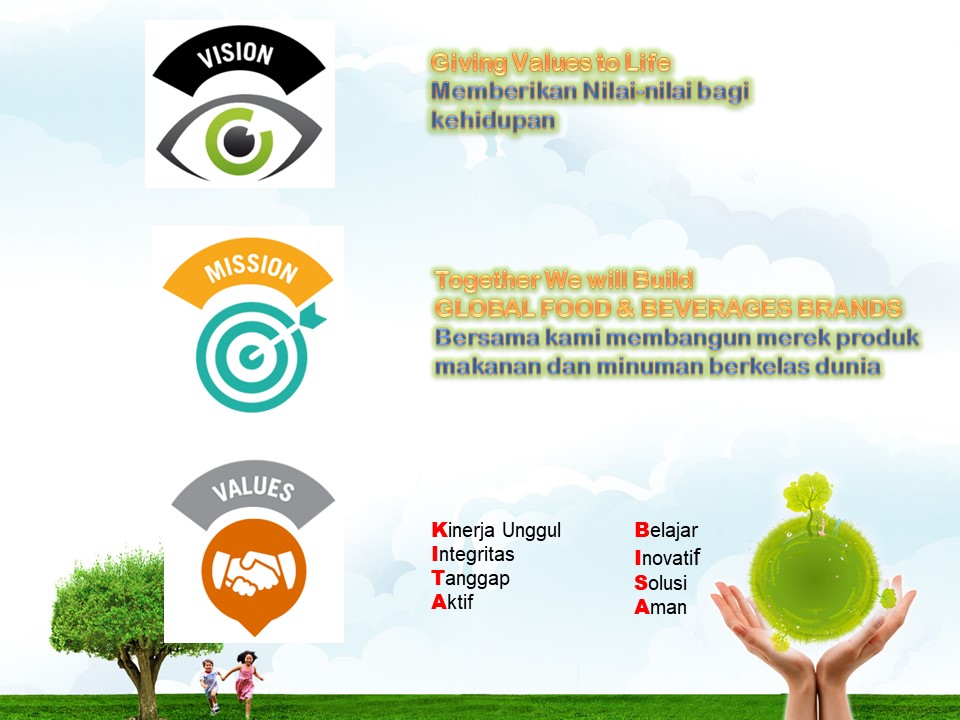 VISION
Giving Values to Life
Memberikan Nilai-nilai bagi
kehidupan
MISSION
Together We will Build
GLOBAL FOOD & BEVERAGES BRANDS
Bersama kami membangun merek produk
makanan dan minuman berkelas dunia
VALUES
Kinerja Unggul
Integritas
Tanggap
Aktif
Belajar
Inovatif
Solusi
Aman